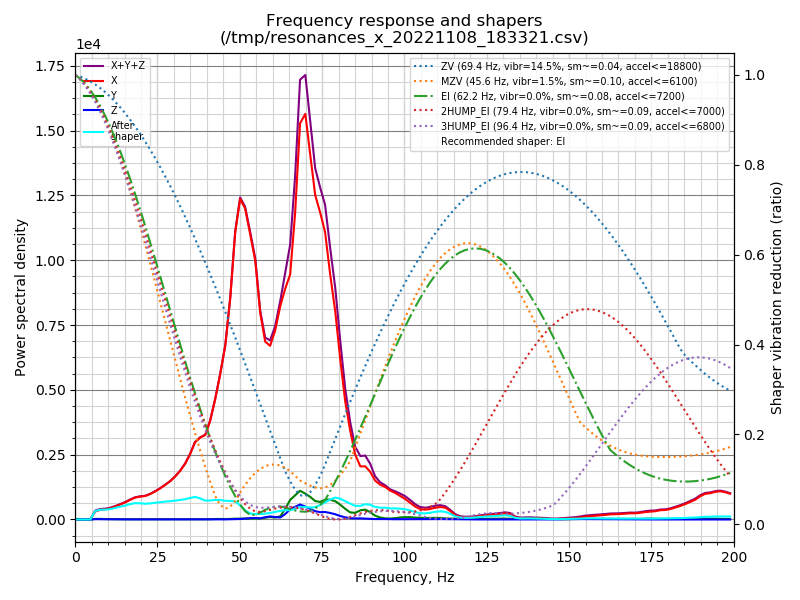 Frequency response and shapers
(/tmp/resonances_x_20221108_183321.csv)
1e4
X+Y+Z
X
Y
Z
After
shaper
ZV (69.4 Hz, vibr=14.5%, sm~=0.04, accel<=18800)
MZV (45.6 Hz, vibr=1.5%, sm~=0.10, accel<=6100)
EI (62.2 Hz, vibr=0.0%, sm~=0.08, accel<=7200)
2HUMP_EI (79.4 Hz, vibr=0.0%, sm~=0.09, accel<=7000)
3HUMP_EI (96.4 Hz, vibr=0.0%, sm~=0.09, accel<=6800)
Recommended shaper: EI
Power spectral density
1.75
1.50
1.25
1.00
0.75
0.50
0.25
0.00
1.0
0.8
0.6
0.4
0.2
0.0
Shaper vibration reduction (ratio)
0 25 50 75 100 125 150 175 200
Frequency, Hz